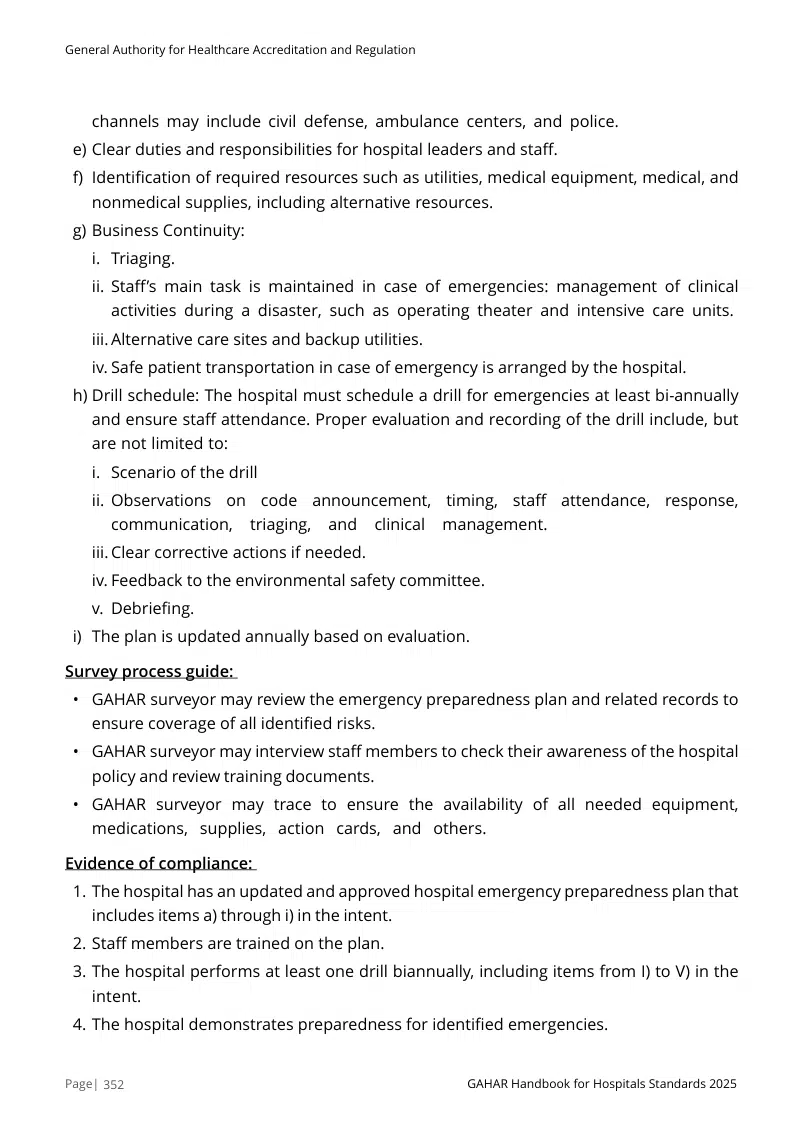 General Authority for Healthcare Accreditation and Regulation
channels may include civil defense, ambulance centers, and police.
e) Clear duties and responsibilities for hospital leaders and staff.
f) Identification of required resources such as utilities, medical equipment, medical, and
nonmedical supplies, including alternative resources.
g) Business Continuity:
i. Triaging.
ii. Staff’s main task is maintained in case of emergencies: management of clinical
activities during a disaster, such as operating theater and intensive care units.
iii. Alternative care sites and backup utilities.
iv. Safe patient transportation in case of emergency is arranged by the hospital.
h) Drill schedule: The hospital must schedule a drill for emergencies at least bi-annually
and ensure staff attendance. Proper evaluation and recording of the drill include, but
are not limited to:
i. Scenario of the drill
ii. Observations on code announcement, timing, staff attendance, response,
communication, triaging, and clinical management.
iii. Clear corrective actions if needed.
iv. Feedback to the environmental safety committee.
v. Debriefing.
i) The plan is updated annually based on evaluation.
Survey process guide:
• GAHAR surveyor may review the emergency preparedness plan and related records to
ensure coverage of all identified risks.
• GAHAR surveyor may interview staff members to check their awareness of the hospital
policy and review training documents.
• GAHAR surveyor may trace to ensure the availability of all needed equipment,
medications, supplies, action cards, and others.
Evidence of compliance:
1. The hospital has an updated and approved hospital emergency preparedness plan that
includes items a) through i) in the intent.
2. Staff members are trained on the plan.
3. The hospital performs at least one drill biannually, including items from I) to V) in the
intent.
4. The hospital demonstrates preparedness for identified emergencies.
Page| 352 GAHAR Handbook for Hospitals Standards 2025